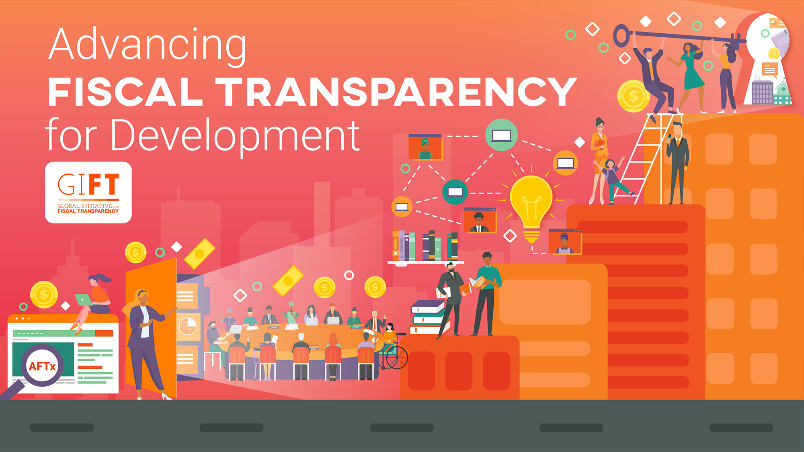 Advancing
FISCAL TRANSPARENCY
for Development
GIFT
GLOBAL INITIATIVE FOR
FISCAL TRANSPARENCY
AFTx